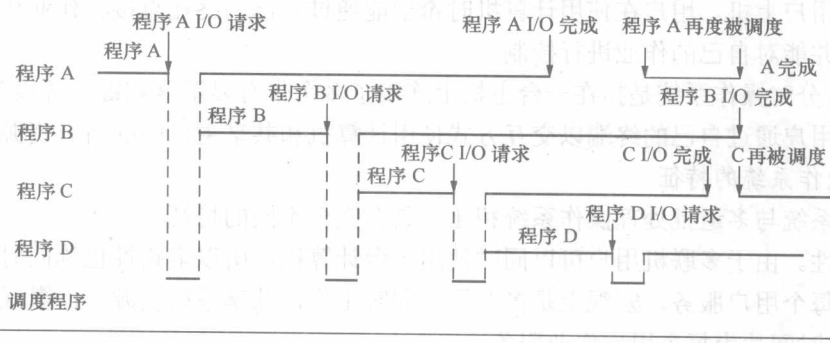 程序 A I/O 请求
程序 A I/O 完成
程序 A 再度被调度
程序 A
程序 A
A 完成
程序 B I/O 请求
程序 B I/O 完成
程序 B
程序 B
程序C I/O 请求
C I/O 完成
C 再被调度
程序 C
程序 C
程序 D I/O 请求
程序 D
程序 D
调度程序